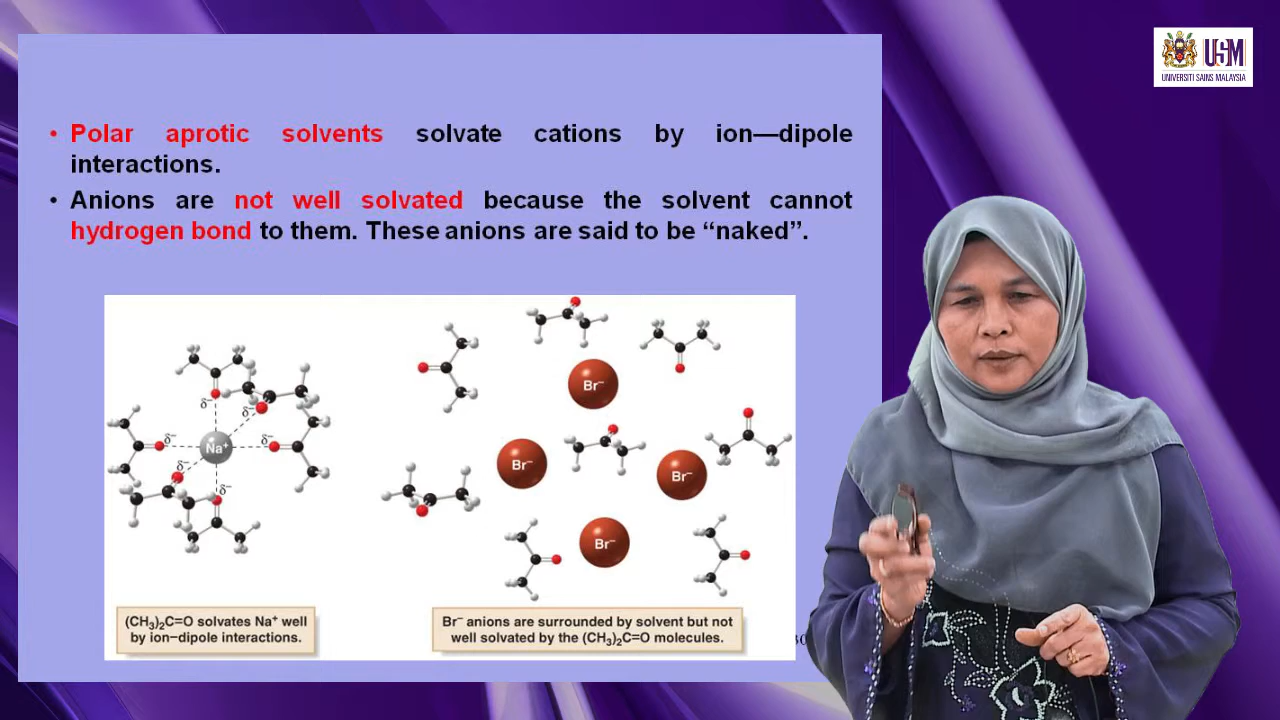 USM
UNIVERSITI SAINS MALAYSIA
• Polar aprotic solvents solvate cations by ion—dipole
interactions.
• Anions are not well solvated because the solvent cannot
hydrogen bond to them. These anions are said to be “naked”.
δ⁻
δ⁻
δ⁻
Na⁺
δ⁻
δ⁻
δ⁻
Br⁻
Br⁻
Br⁻
Br⁻
(CH₃)₂C=O solvates Na⁺ well
by ion–dipole interactions.
Br⁻ anions are surrounded by solvent but not
well solvated by the (CH₃)₂C=O molecules.